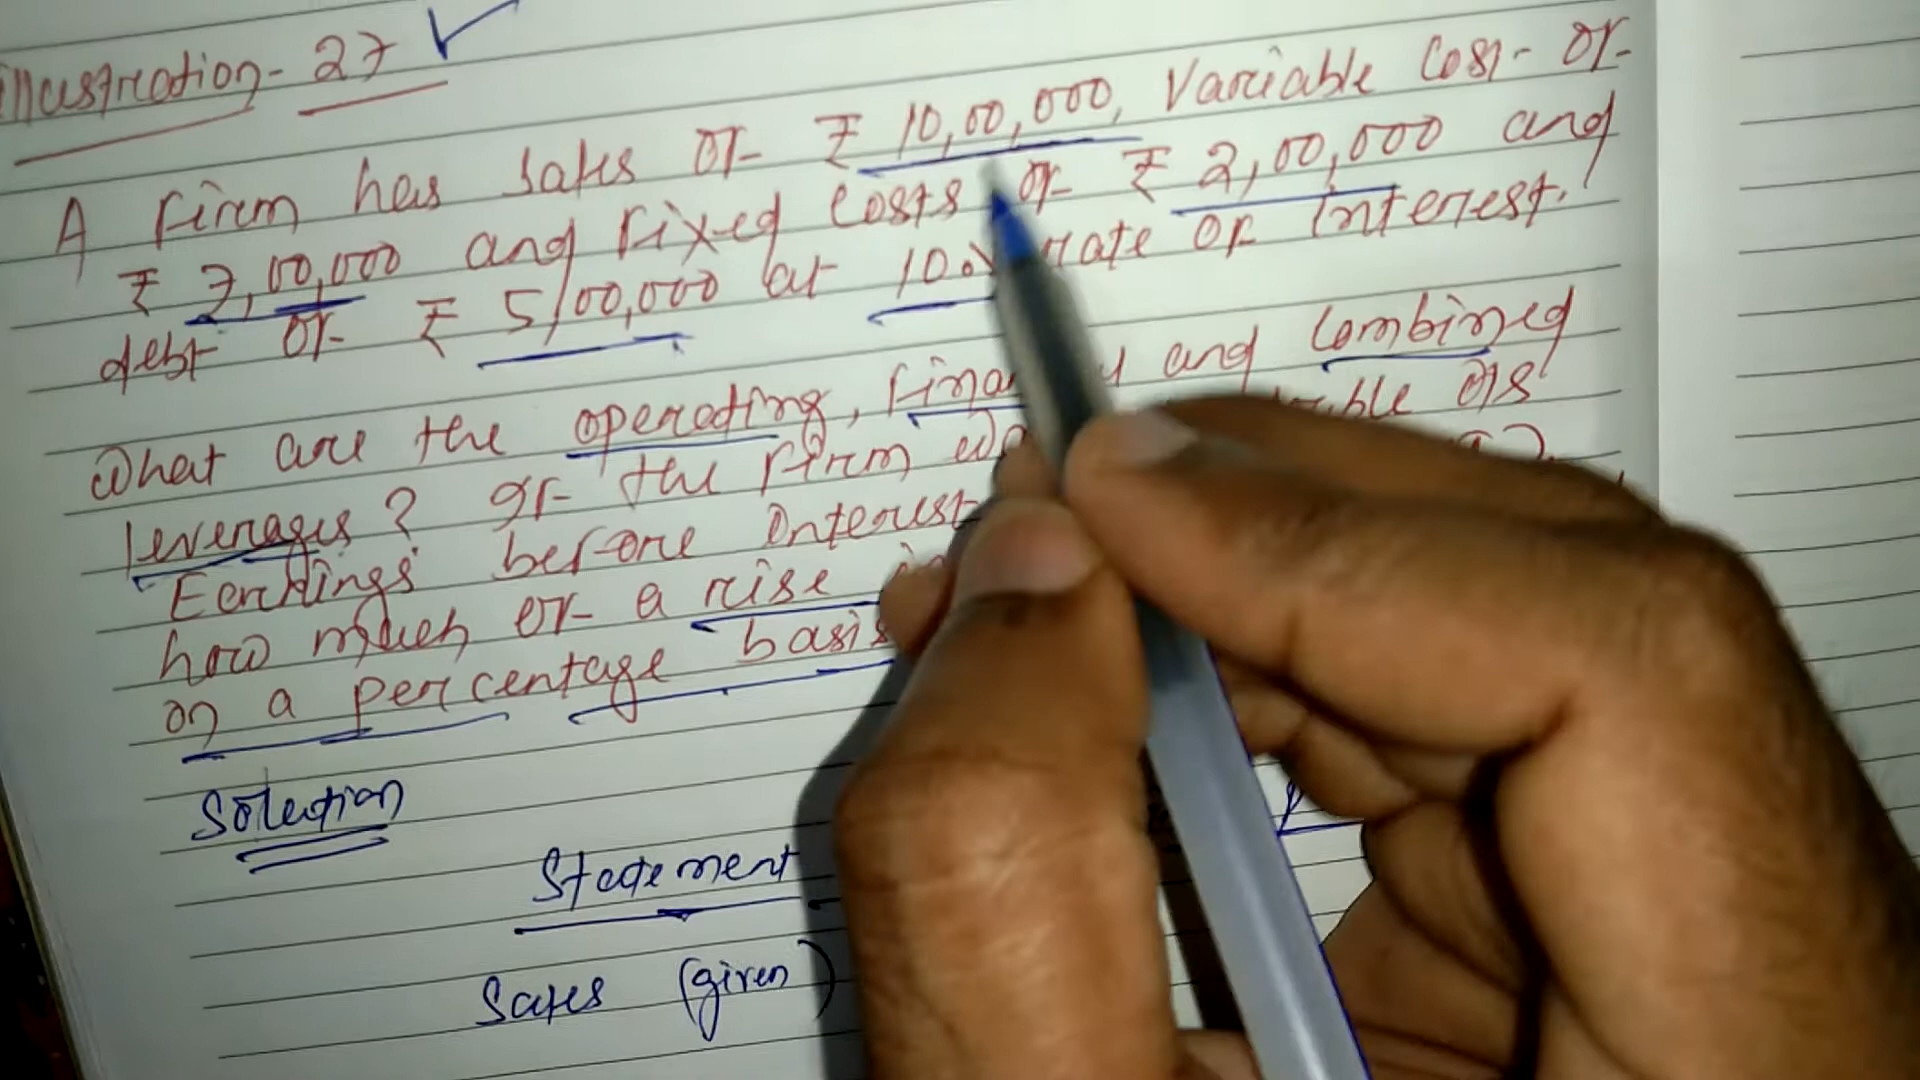 illustration - 27
A firm has sales of ₹ 10,00,000, Variable Cost of
₹ 7,00,000 and fixed Costs of ₹ 2,00,000 and
debt of ₹ 5,00,000 at 10% rate of interest.
What are the operating, and Combined
leverages? If the firm
Earnings before Interest
how much of a rise
on a percentage basis
Solution
Statement
Sales (given)